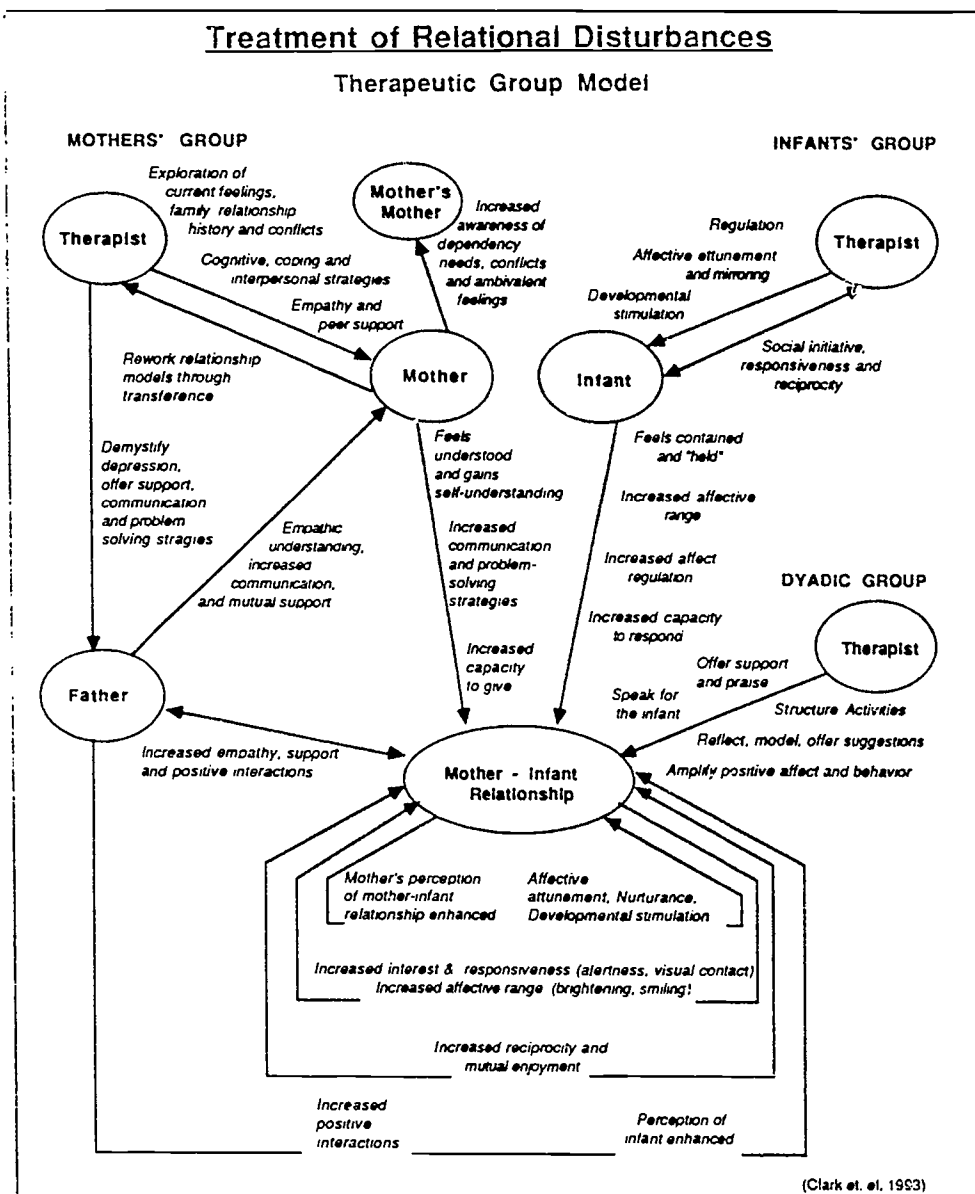 Treatment of Relational Disturbances
Therapeutic Group Model
MOTHERS' GROUP
INFANTS' GROUP
Exploration of
current feelings,
family relationship
history and conflicts
Therapist
Cognitive, coping and
interpersonal strategies
Empathy and
peer support
Mother's
Mother
Increased
awareness of
dependency
needs, conflicts
and ambivalent
feelings
Regulation
Affective attunement
and mirroring
Developmental
stimulation
Therapist
Social initiative,
responsiveness and
reciprocity
Rework relationship
models through
transference
Mother
Infant
Demystify
depression,
offer support,
communication
and problem
solving stragies
Empathic
understanding,
increased
communication,
and mutual support
Feels
understood
and gains
self-understanding
Increased
communication
and problem-
solving
strategies
Increased
capacity
to give
Feels contained
and "held"
Increased affective
range
Increased affect
regulation
Increased capacity
to respond
DYADIC GROUP
Therapist
Offer support
and praise
Speak for
the infant
Structure Activities
Reflect, model, offer suggestions
Amplify positive affect and behavior
Father
Increased empathy, support
and positive interactions
Mother - Infant
Relationship
Mother's perception
of mother-infant
relationship enhanced
Affective
attunement, Nurturance,
Developmental stimulation
Increased interest & responsiveness (alertness, visual contact)
Increased affective range (brightening, smiling)
Increased reciprocity and
mutual enjoyment
Increased
positive
interactions
Perception of
infant enhanced
(Clark et. el. 1993)